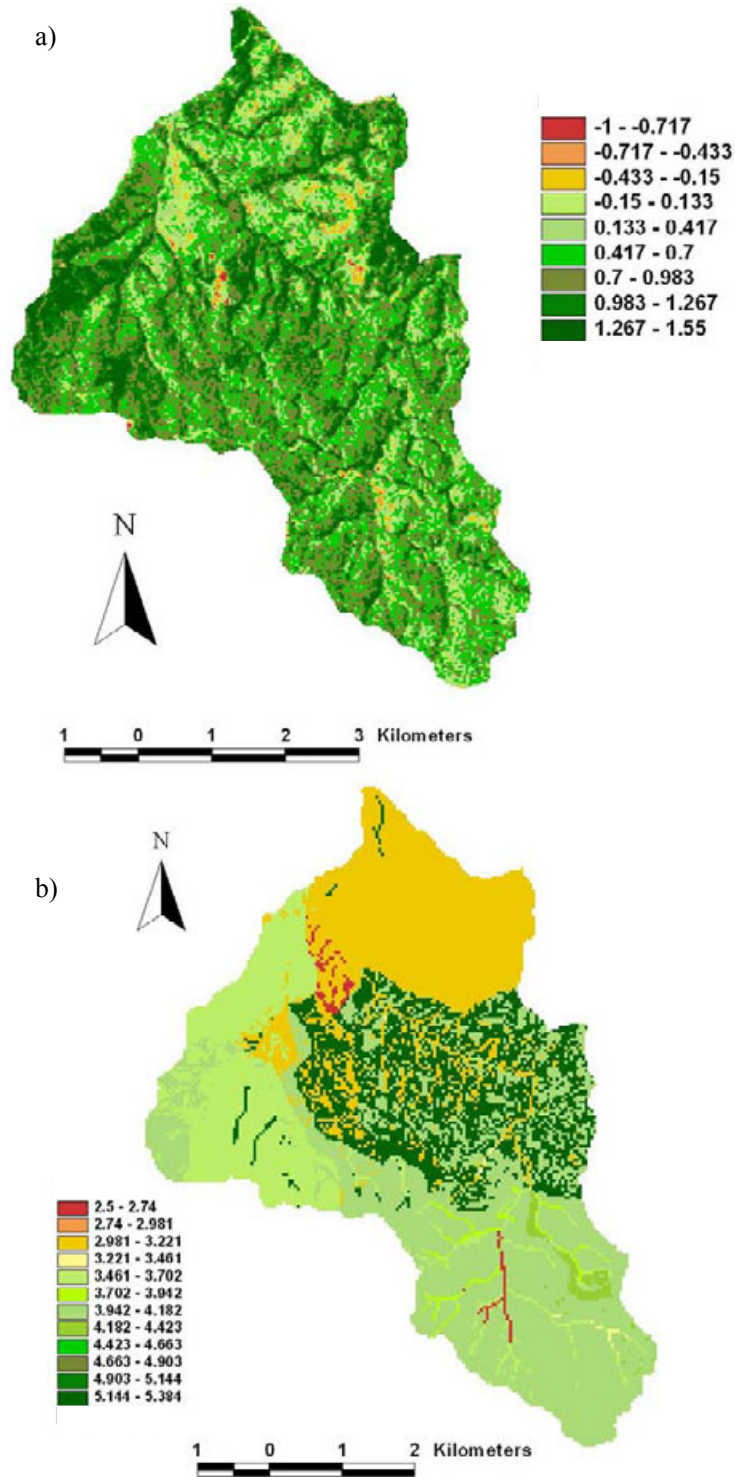 a)
-1 - -0.717
-0.717 - -0.433
-0.433 - -0.15
-0.15 - 0.133
0.133 - 0.417
0.417 - 0.7
0.7 - 0.983
0.983 - 1.267
1.267 - 1.55
N
1 0 1 2 3 Kilometers
N
b)
2.5 - 2.74
2.74 - 2.981
2.981 - 3.221
3.221 - 3.461
3.461 - 3.702
3.702 - 3.942
3.942 - 4.182
4.182 - 4.423
4.423 - 4.663
4.663 - 4.903
4.903 - 5.144
5.144 - 5.384
1 0 1 2 Kilometers